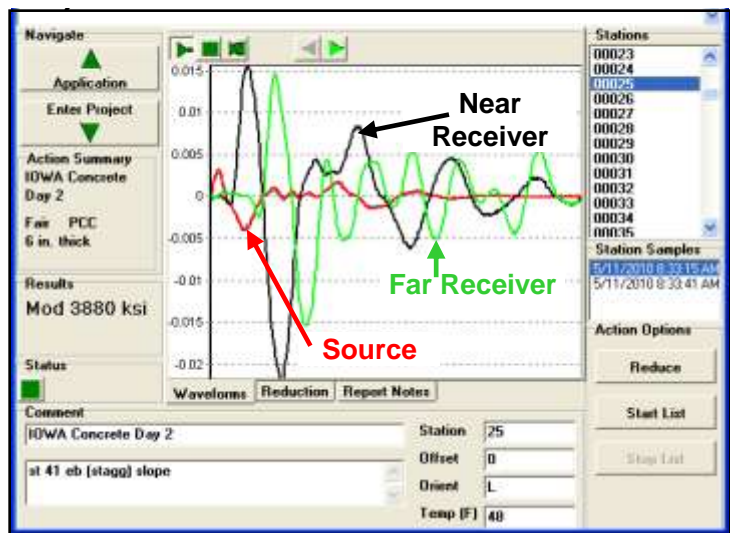 Navigate
Application
Enter Project
Action Summary
IOWA Concrete
Day 2
Fair PCC
6 in. thick
Results
Mod 3880 ksi
Status
0.015
0.01
0.005
0
-0.005
-0.01
-0.015
-0.02
Near
Receiver
Far Receiver
Source
Waveforms Reduction Report Notes
Stations
00023
00024
00025
00026
00027
00028
00029
00030
00031
00032
00033
00034
00035
Station Samples
5/11/2010 8:33:15 AM
5/11/2010 8:33:41 AM
Action Options
Reduce
Start List
Stop List
Comment
IOWA Concrete Day 2
st 41 eb (stagg) slope
Station 25
Offset 0
Orient L
Temp (F) 48